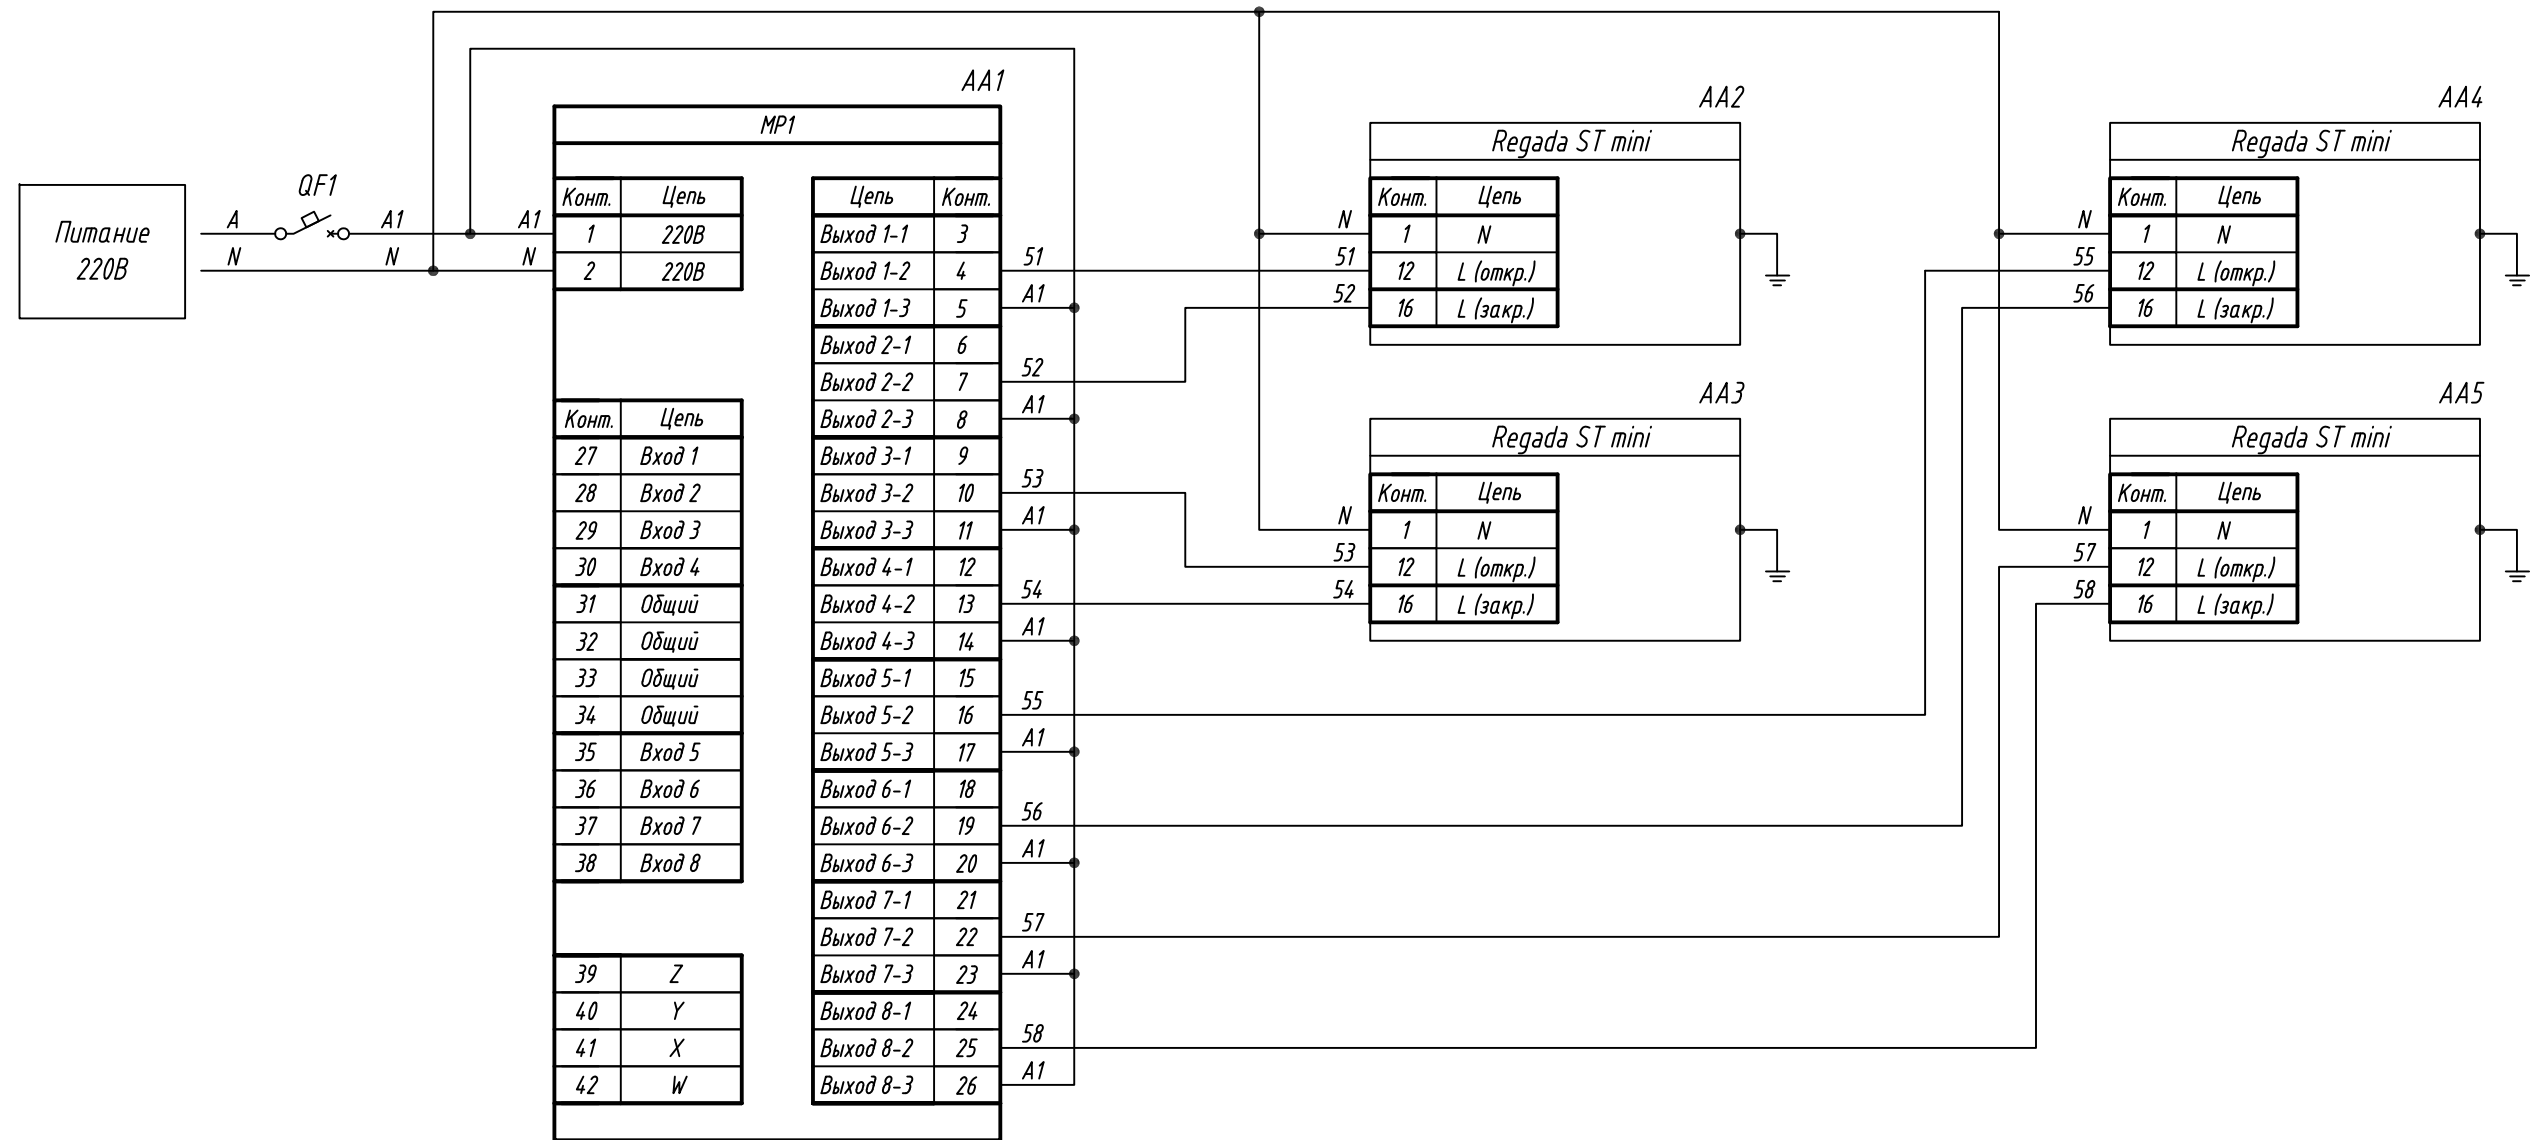 Питание
220В
QF1
A
A1
A1
N
N
N
AA1
МР1
Конт. Цепь
1 220В
2 220В
Конт. Цепь
27 Вход 1
28 Вход 2
29 Вход 3
30 Вход 4
31 Общий
32 Общий
33 Общий
34 Общий
35 Вход 5
36 Вход 6
37 Вход 7
38 Вход 8
39 Z
40 Y
41 X
42 W
Цепь Конт.
Выход 1-1 3
Выход 1-2 4 51
Выход 1-3 5 A1
Выход 2-1 6
Выход 2-2 7 52
Выход 2-3 8 A1
Выход 3-1 9
Выход 3-2 10 53
Выход 3-3 11 A1
Выход 4-1 12
Выход 4-2 13 54
Выход 4-3 14 A1
Выход 5-1 15
Выход 5-2 16 55
Выход 5-3 17 A1
Выход 6-1 18
Выход 6-2 19 56
Выход 6-3 20 A1
Выход 7-1 21
Выход 7-2 22 57
Выход 7-3 23 A1
Выход 8-1 24
Выход 8-2 25 58
Выход 8-3 26 A1
AA2
Regada ST mini
Конт. Цепь
N 1 N
51 12 L (откр.)
52 16 L (закр.)
AA3
Regada ST mini
Конт. Цепь
N 1 N
53 12 L (откр.)
54 16 L (закр.)
AA4
Regada ST mini
Конт. Цепь
N 1 N
55 12 L (откр.)
56 16 L (закр.)
AA5
Regada ST mini
Конт. Цепь
N 1 N
57 12 L (откр.)
58 16 L (закр.)